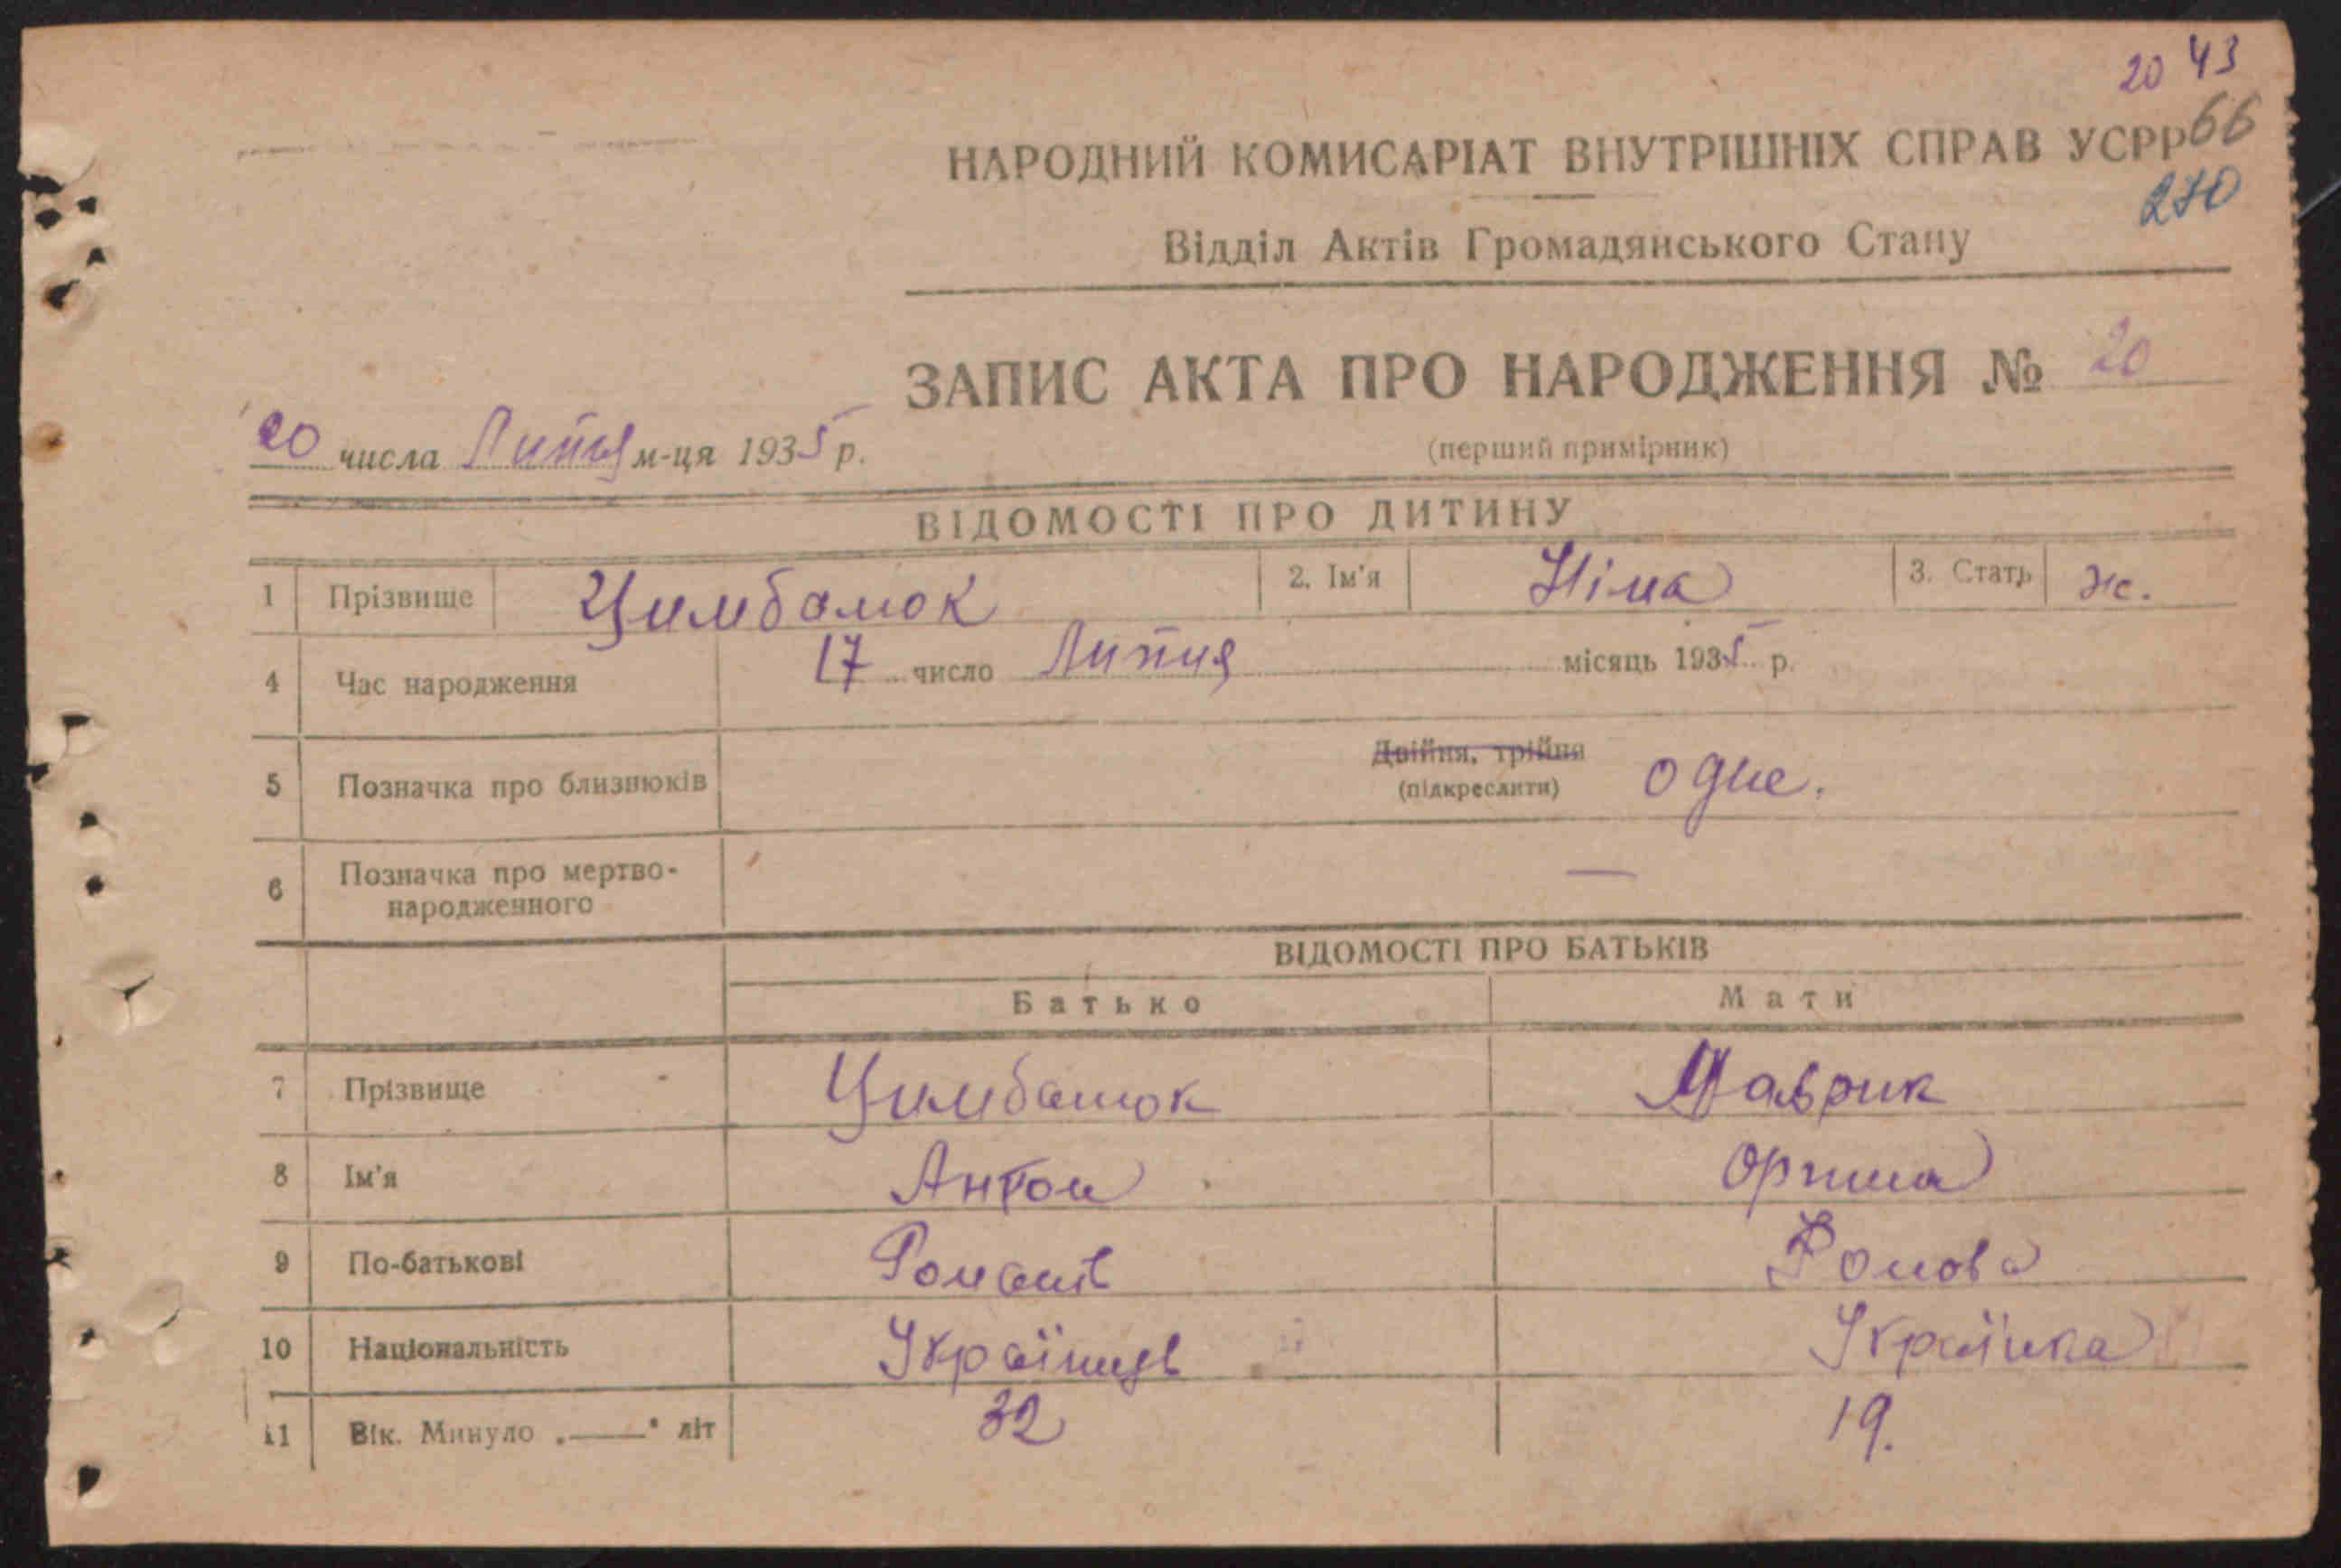 20 43
66
270
НАРОДНИЙ КОМИСАРІАТ ВНУТРІШНІХ СПРАВ УСРР
Відділ Актів Громадянського Стану
ЗАПИС АКТА ПРО НАРОДЖЕННЯ № 20
20 числа Липня м-ця 1935 р.
(перший примірник)
ВІДОМОСТІ ПРО ДИТИНУ
1 Прізвище Цимбалюк 2. Ім'я Ніна 3. Стать ж.
4 Час народження 17 число Липня місяць 1935 р.
5 Позначка про близнюків Двійня, трійня (підкреслити) одне.
6 Позначка про мертво-
народженного —
ВІДОМОСТІ ПРО БАТЬКІВ
Батько Мати
7 Прізвище Цимбалюк Маврик
8 Ім'я Антон Орина
9 По-батькові Романів
10 Національність Українець Українка
11 Вік. Минуло „——“ літ 32 19.